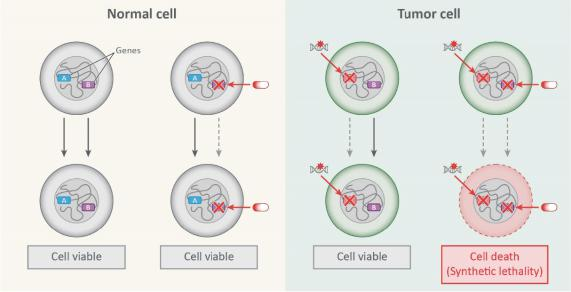 Normal cell
Tumor cell
Genes
A
B
A
A
B
A
Cell viable
Cell viable
Cell viable
Cell death
(Synthetic lethality)